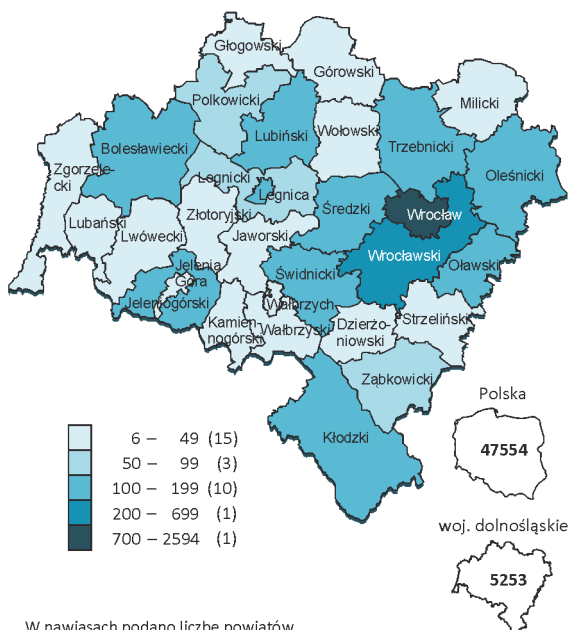 Głogowski
Górowski
Milicki
Polkowicki
Lubiński
Wołowski
Trzebnicki
Bolesławiecki
Oleśnicki
Zgorzele-
cki
Legnicki
Legnica
Średzki
Wrocław
Lubański
Złotoryjski
Lwówecki
Jaworski
Wrocławski
Oławski
Jelenia
Góra
Świdnicki
Jeleniogórski
Wałbrzych
Kamien-
nogórski
Wałbrzyski
Dzierżo-
niowski
Strzeliński
Ząbkowicki
Kłodzki
Polska
47554
6 – 49 (15)
50 – 99 (3)
100 – 199 (10)
200 – 699 (1)
700 – 2594 (1)
woj. dolnośląskie
5253
W nawiasach podano liczbę powiatów